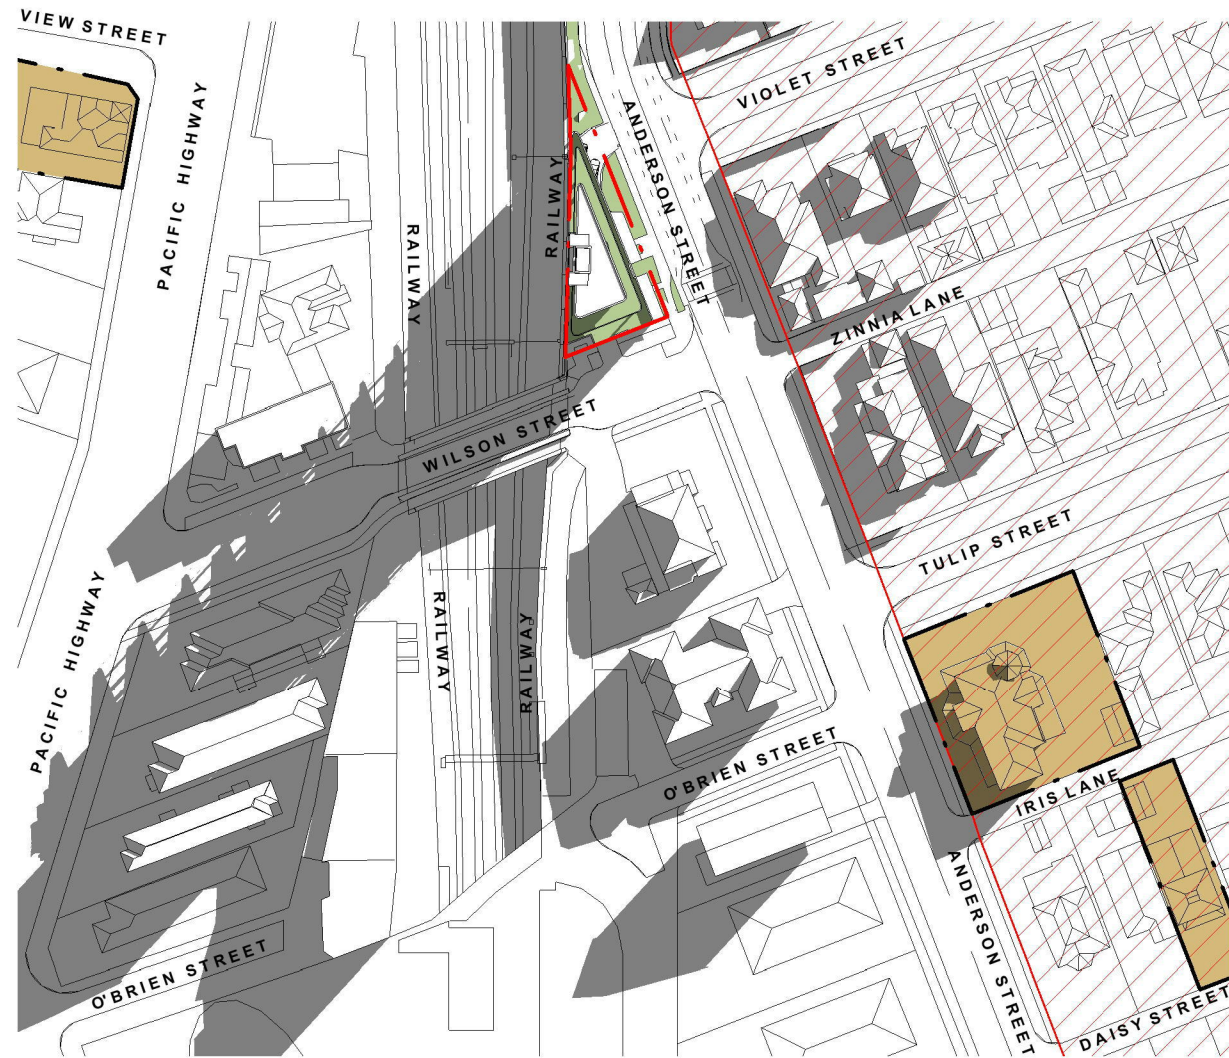 VIEW STREET
PACIFIC HIGHWAY
RAILWAY
RAILWAY
ANDERSON STREET
VIOLET STREET
ZINNIA LANE
WILSON STREET
TULIP STREET
PACIFIC HIGHWAY
RAILWAY
RAILWAY
O'BRIEN STREET
IRIS LANE
ANDERSON STREET
O'BRIEN STREET
DAISY STREET